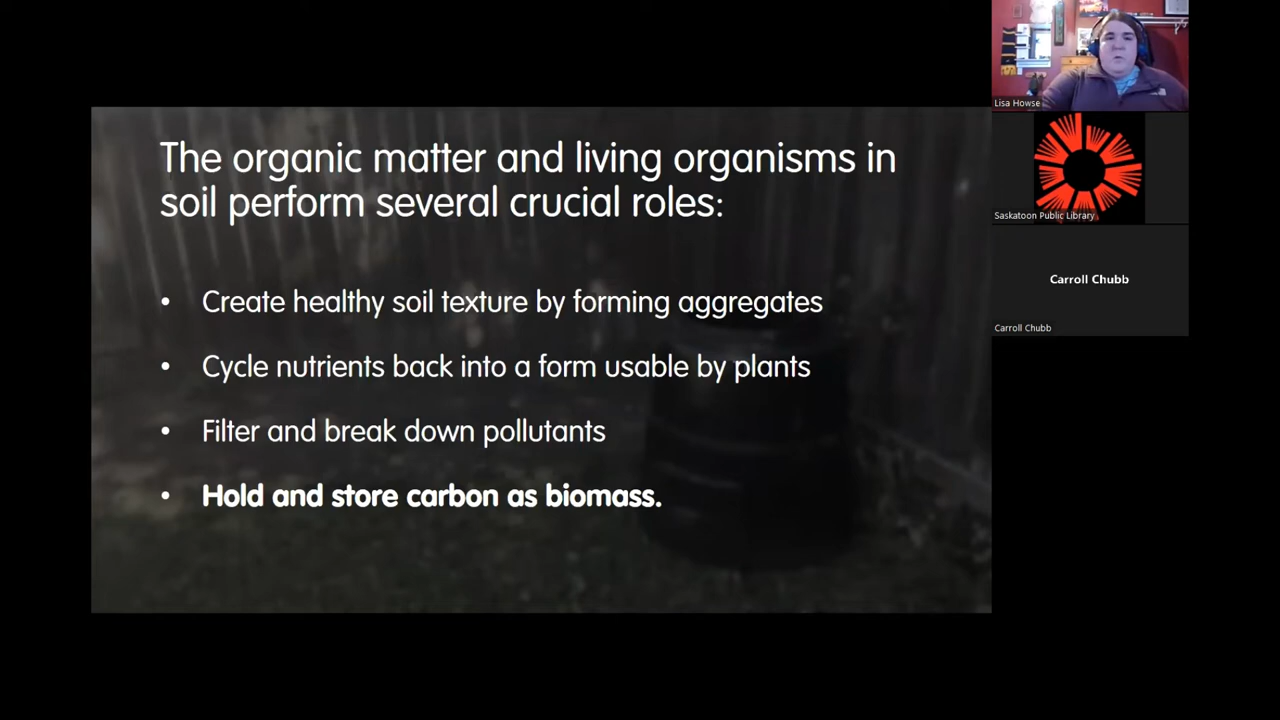 The organic matter and living organisms in
soil perform several crucial roles:
• Create healthy soil texture by forming aggregates
• Cycle nutrients back into a form usable by plants
• Filter and break down pollutants
• Hold and store carbon as biomass.
Lisa Howse
Saskatoon Public Library
Carroll Chubb
Carroll Chubb